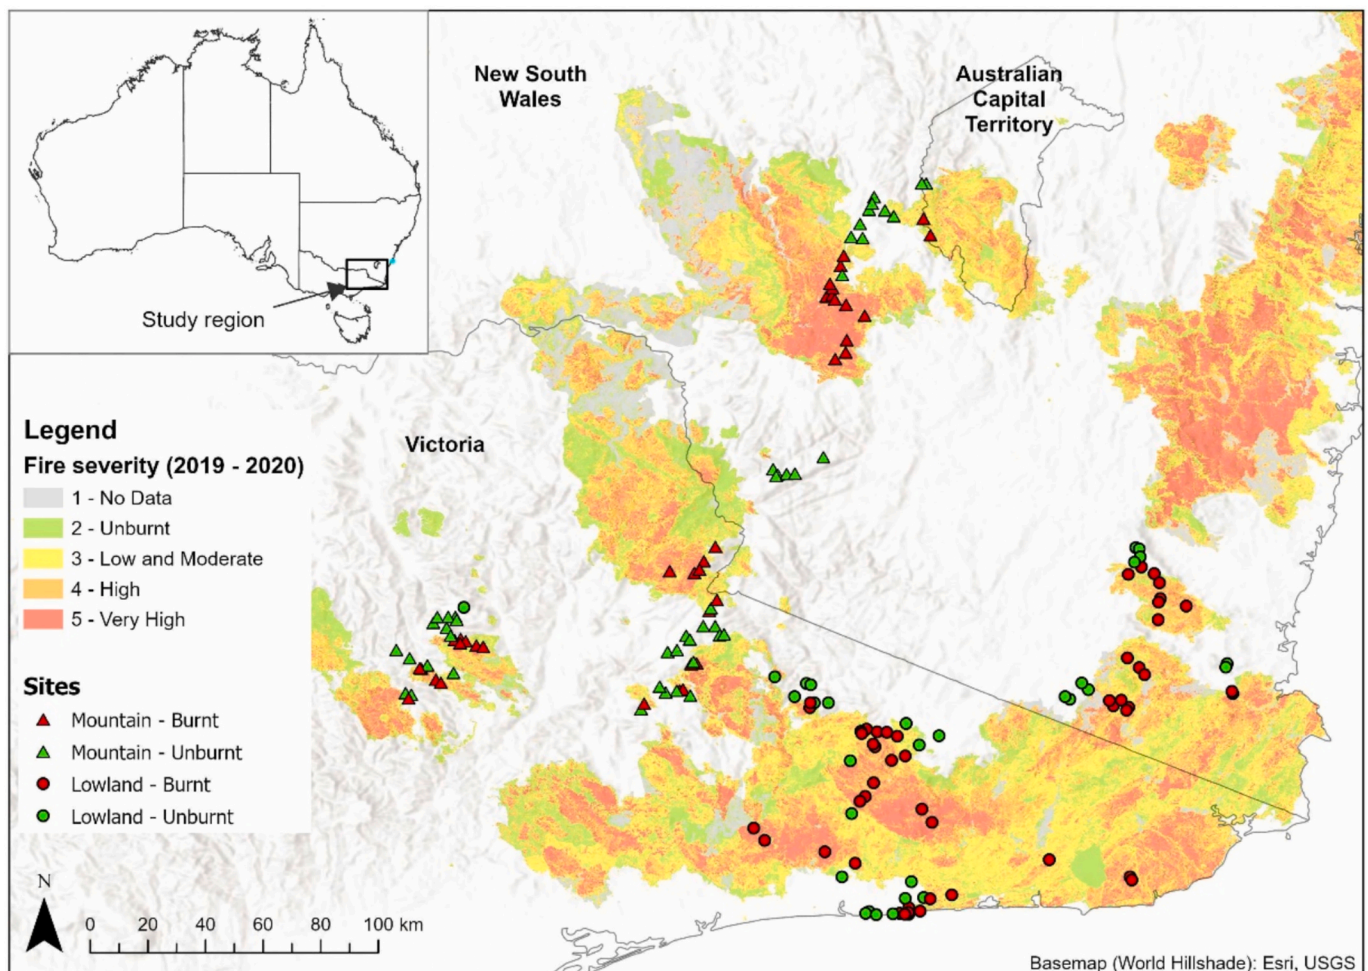 New South
Wales
Australian
Capital
Territory
Study region
Victoria
Legend
Fire severity (2019 - 2020)
1 - No Data
2 - Unburnt
3 - Low and Moderate
4 - High
5 - Very High
Sites
Mountain - Burnt
Mountain - Unburnt
Lowland - Burnt
Lowland - Unburnt
N
0 20 40 60 80 100 km
Basemap (World Hillshade): Esri, USGS